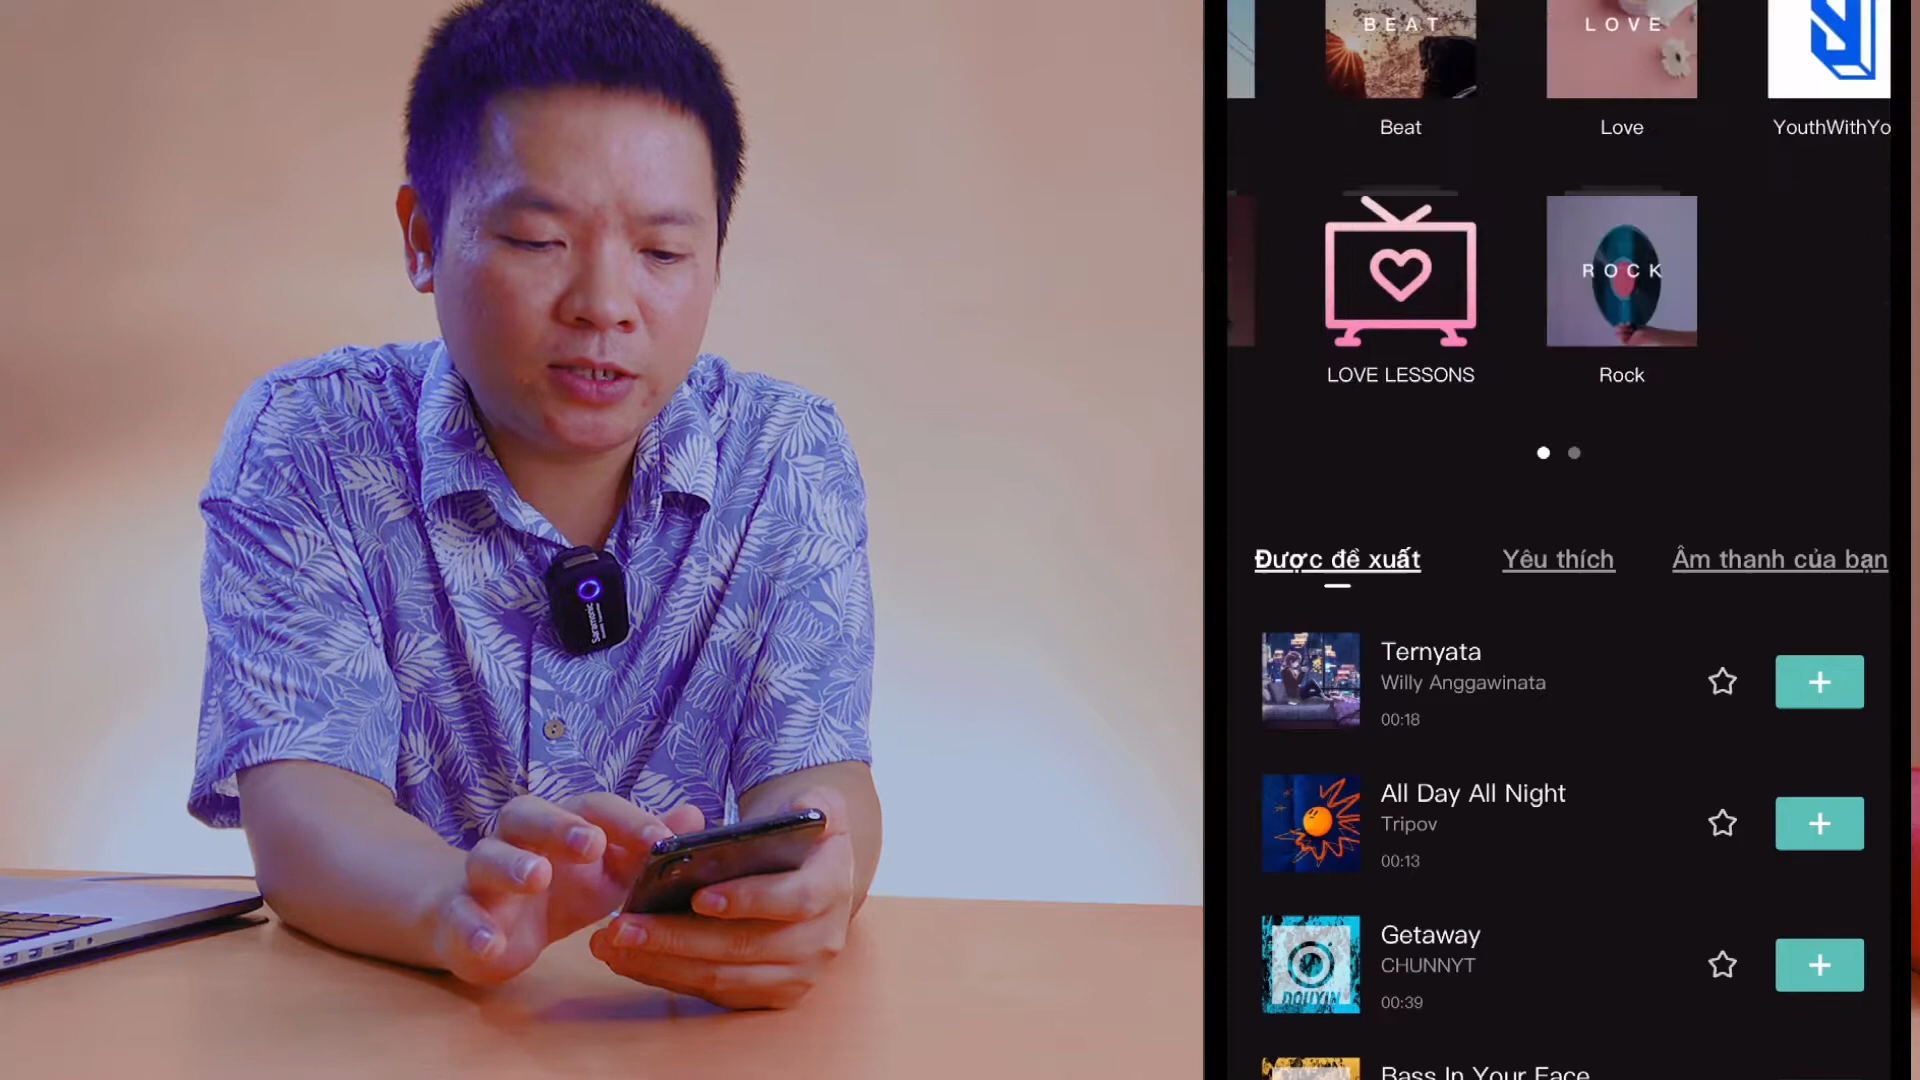 BEAT
LOVE
Beat
Love
YouthWithYo
ROCK
LOVE LESSONS
Rock
Được đề xuất
Yêu thích
Âm thanh của bạn
Ternyata
Willy Anggawinata
00:18
All Day All Night
Tripov
00:13
Getaway
CHUNNYT
00:39
DOUYIN
Bass In Your Face
Saramonic